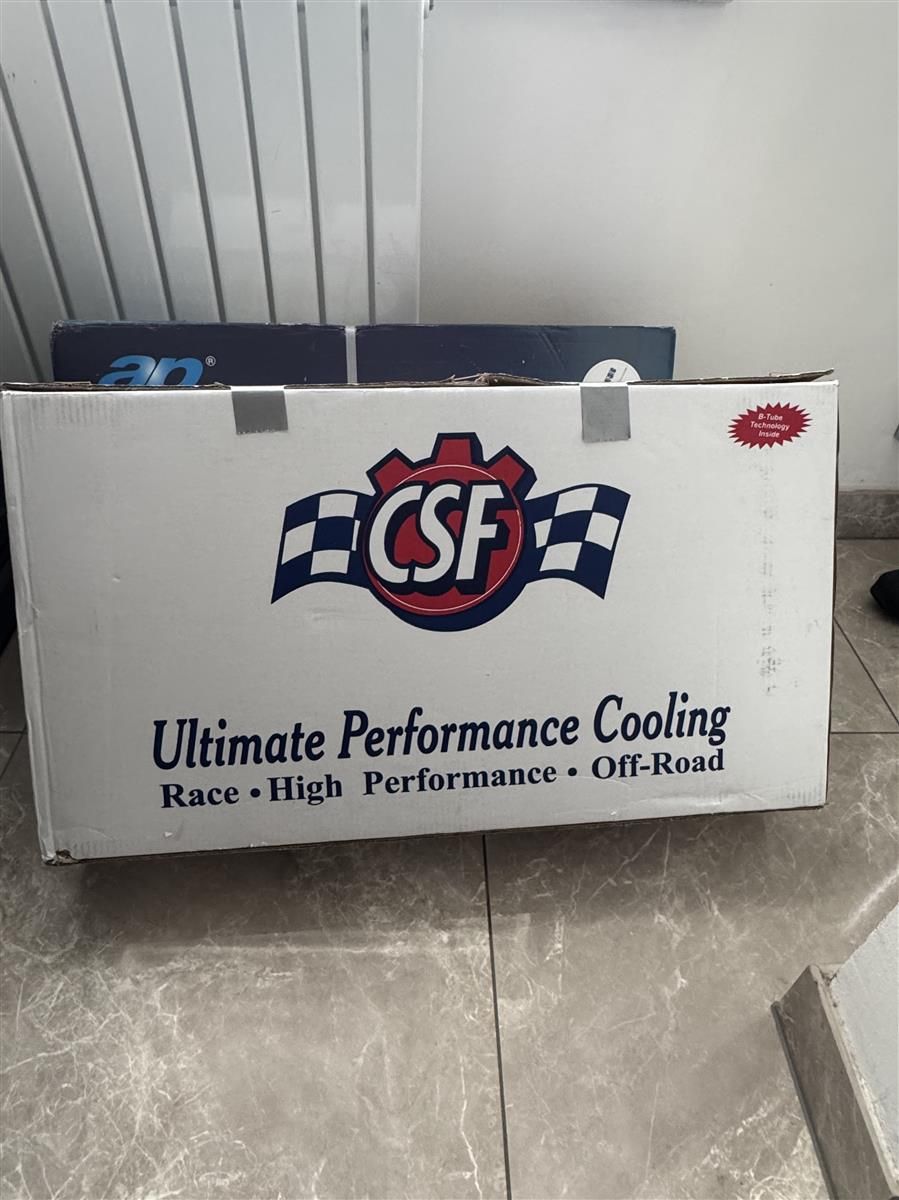 ap®
B-Tube
Technology
Inside
CSF
Ultimate Performance Cooling
Race • High Performance • Off-Road